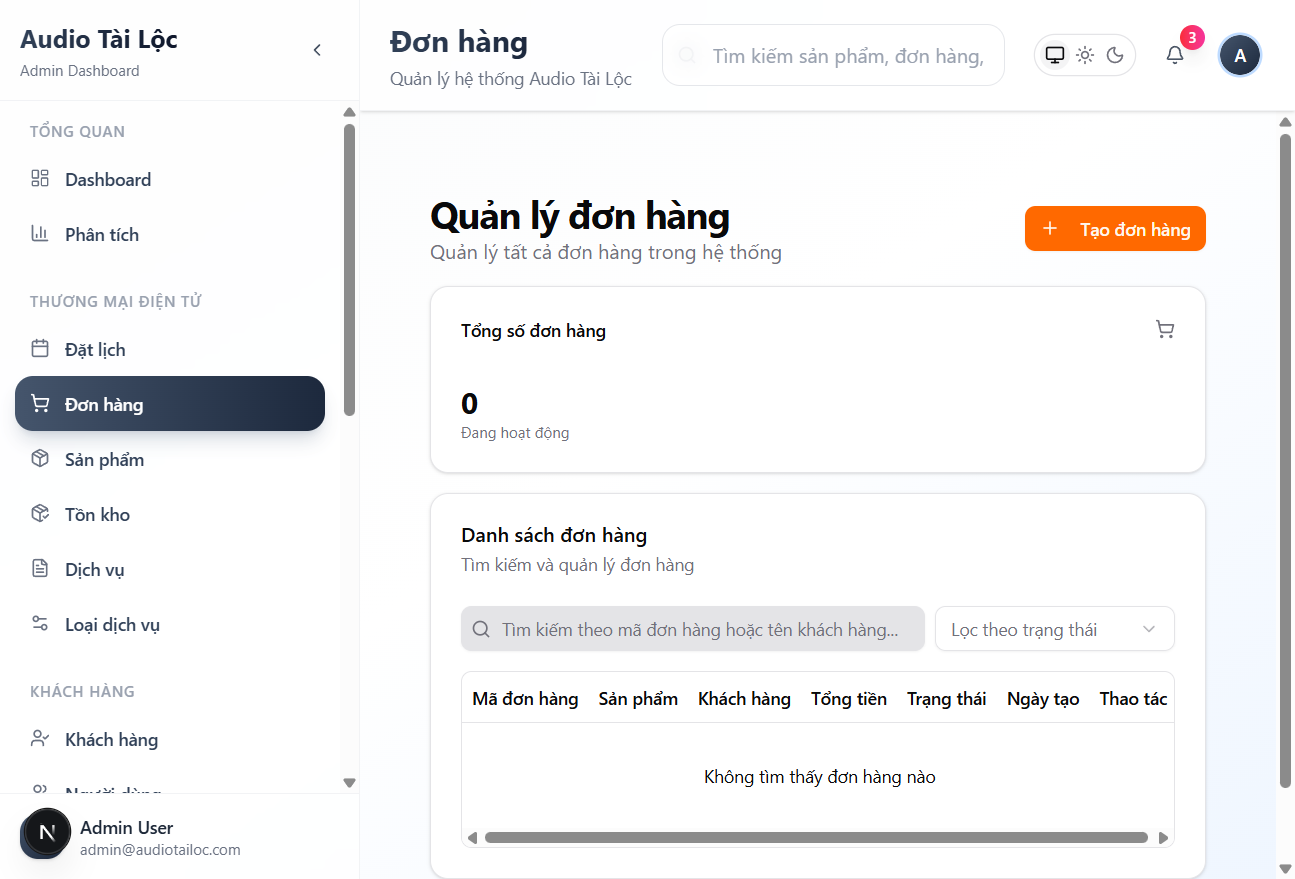 Audio Tài Lộc
Admin Dashboard
TỔNG QUAN
Dashboard
Phân tích
THƯƠNG MẠI ĐIỆN TỬ
Đặt lịch
Đơn hàng
Sản phẩm
Tồn kho
Dịch vụ
Loại dịch vụ
KHÁCH HÀNG
Khách hàng
Người dùng
N
Admin User
admin@audiotailoc.com
Đơn hàng
Quản lý hệ thống Audio Tài Lộc
Tìm kiếm sản phẩm, đơn hàng,
3
A
Quản lý đơn hàng
Quản lý tất cả đơn hàng trong hệ thống
Tạo đơn hàng
Tổng số đơn hàng
0
Đang hoạt động
Danh sách đơn hàng
Tìm kiếm và quản lý đơn hàng
Tìm kiếm theo mã đơn hàng hoặc tên khách hàng...
Lọc theo trạng thái
Mã đơn hàng Sản phẩm Khách hàng Tổng tiền Trạng thái Ngày tạo Thao tác
Không tìm thấy đơn hàng nào